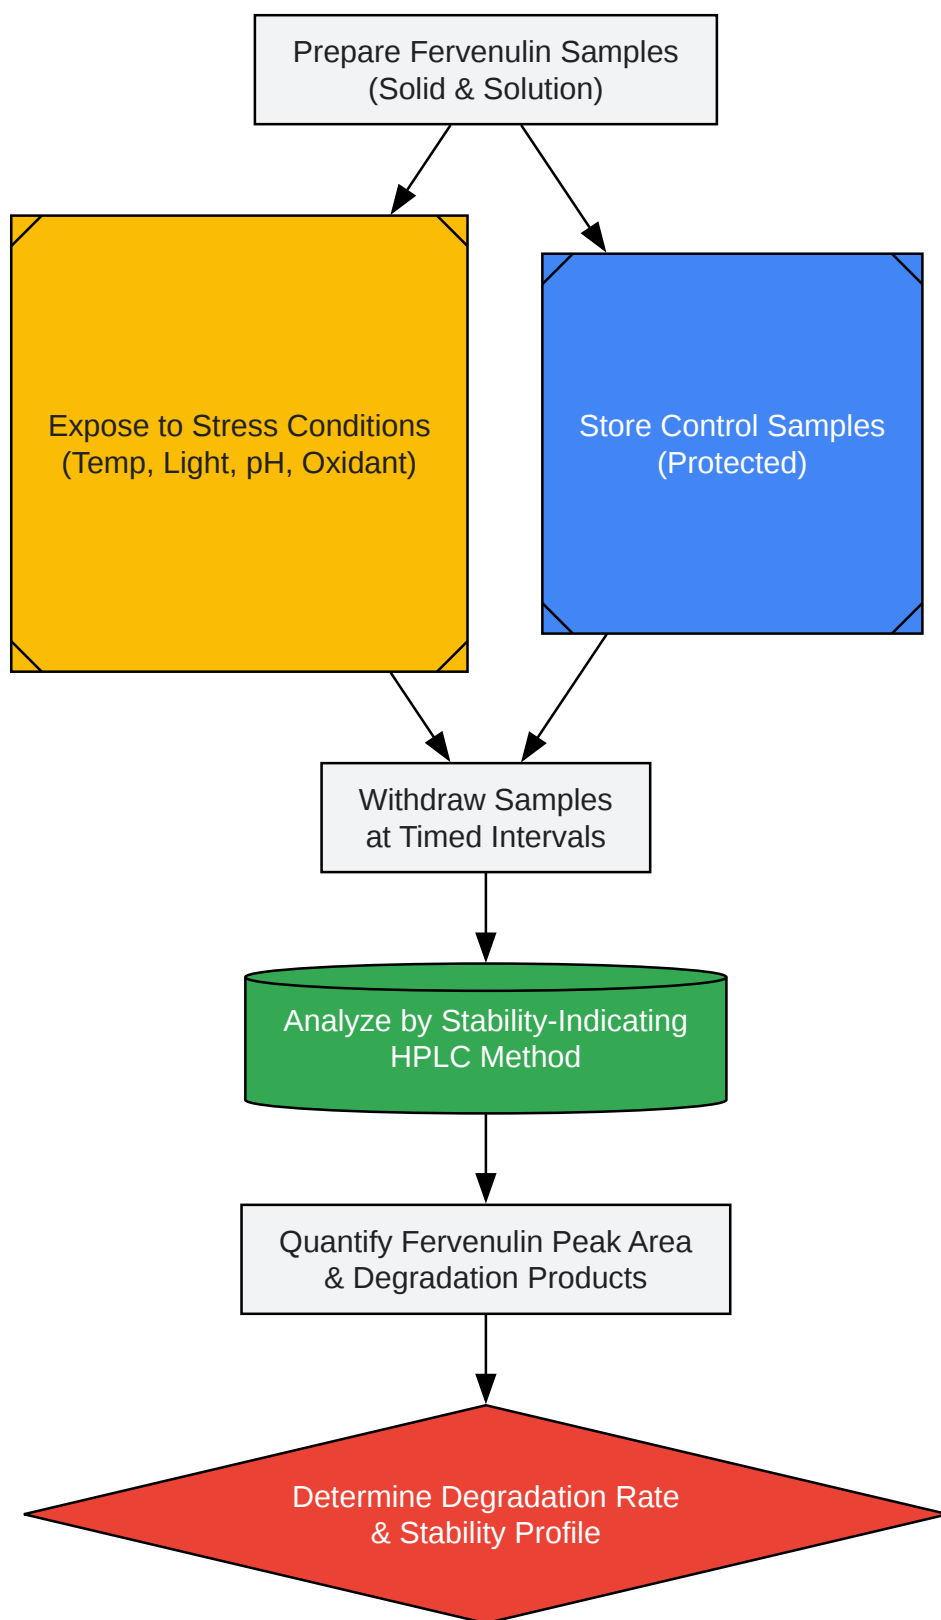 Prepare Fervenulin Samples
(Solid & Solution)
Expose to Stress Conditions
(Temp, Light, pH, Oxidant)
Store Control Samples
(Protected)
Withdraw Samples
at Timed Intervals
Analyze by Stability-Indicating
HPLC Method
Quantify Fervenulin Peak Area
& Degradation Products
Determine Degradation Rate
& Stability Profile